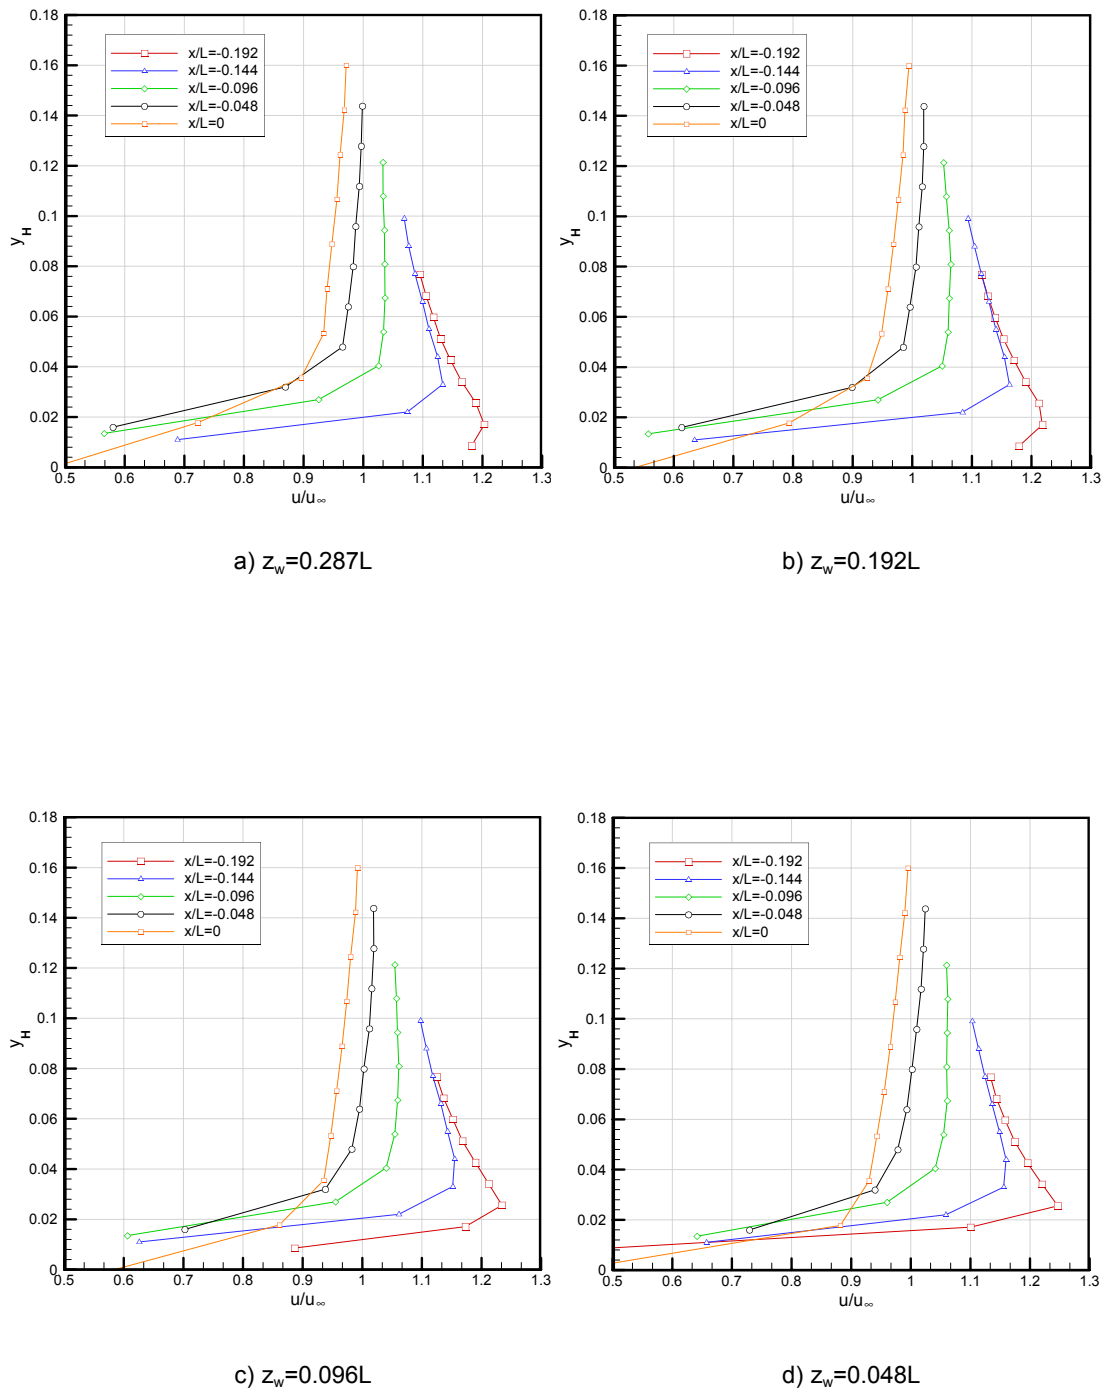 0.18
0.16
0.14
0.12
0.1
0.08
0.06
0.04
0.02
0
y_H
x/L=-0.192
x/L=-0.144
x/L=-0.096
x/L=-0.048
x/L=0
0.5 0.6 0.7 0.8 0.9 1 1.1 1.2 1.3
u/u_∞
a) z_w=0.287L
0.18
0.16
0.14
0.12
0.1
0.08
0.06
0.04
0.02
0
y_H
x/L=-0.192
x/L=-0.144
x/L=-0.096
x/L=-0.048
x/L=0
0.5 0.6 0.7 0.8 0.9 1 1.1 1.2 1.3
u/u_∞
b) z_w=0.192L
0.18
0.16
0.14
0.12
0.1
0.08
0.06
0.04
0.02
0
y_H
x/L=-0.192
x/L=-0.144
x/L=-0.096
x/L=-0.048
x/L=0
0.5 0.6 0.7 0.8 0.9 1 1.1 1.2 1.3
u/u_∞
c) z_w=0.096L
0.18
0.16
0.14
0.12
0.1
0.08
0.06
0.04
0.02
0
y_H
x/L=-0.192
x/L=-0.144
x/L=-0.096
x/L=-0.048
x/L=0
0.5 0.6 0.7 0.8 0.9 1 1.1 1.2 1.3
u/u_∞
d) z_w=0.048L